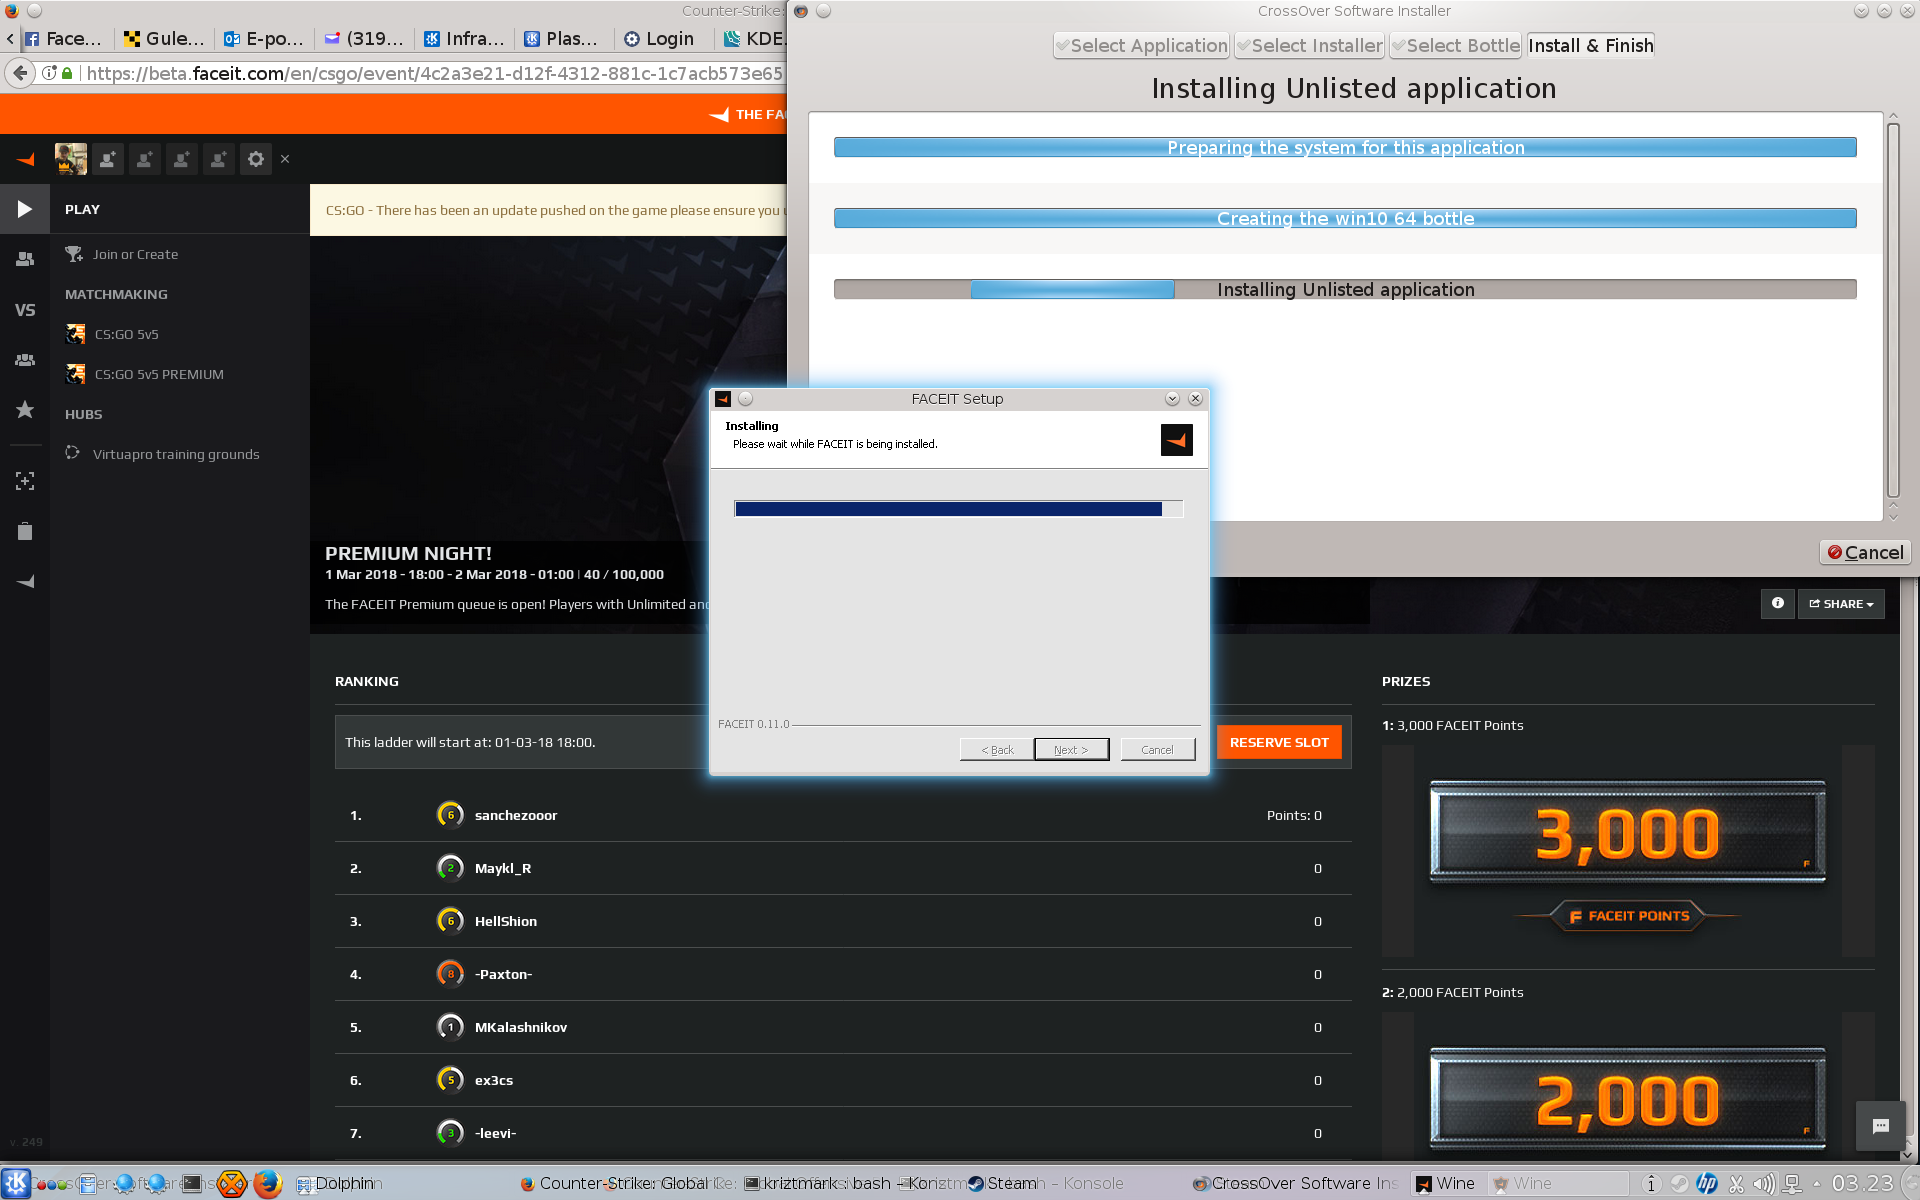 Counter-Strike:
CrossOver Software Installer
Face...
Gule...
E-po...
(319...
Infra...
Plas...
Login
KDE
https://beta.faceit.com/en/csgo/event/4c2a3e21-d12f-4312-881c-1c7acb573e65
Select Application
Select Installer
Select Bottle
Install & Finish
Installing Unlisted application
Preparing the system for this application
Creating the win10 64 bottle
Installing Unlisted application
Cancel
THE FA
PLAY
Join or Create
MATCHMAKING
CS:GO 5v5
CS:GO 5v5 PREMIUM
HUBS
Virtuapro training grounds
VS
v. 249
CS:GO - There has been an update pushed on the game please ensure you
FACEIT Setup
Installing
Please wait while FACEIT is being installed.
FACEIT 0.11.0
< Back
Next >
Cancel
PREMIUM NIGHT!
1 Mar 2018 - 18:00 - 2 Mar 2018 - 01:00 | 40 / 100,000
The FACEIT Premium queue is open! Players with Unlimited and
SHARE
RANKING
This ladder will start at: 01-03-18 18:00.
RESERVE SLOT
1. 6 sanchezooor Points: 0
2. 2 Maykl_R 0
3. 6 HellShion 0
4. 8 -Paxton- 0
5. 1 MKalashnikov 0
6. 5 ex3cs 0
7. 3 -leevi- 0
PRIZES
1: 3,000 FACEIT Points
3,000
FACEIT POINTS
2: 2,000 FACEIT Points
2,000
Dolphin
Counter-Strike: Global
kriztmark : bash – Kon
Steam
Konsole
CrossOver Software Ins
Wine
Wine
03.23